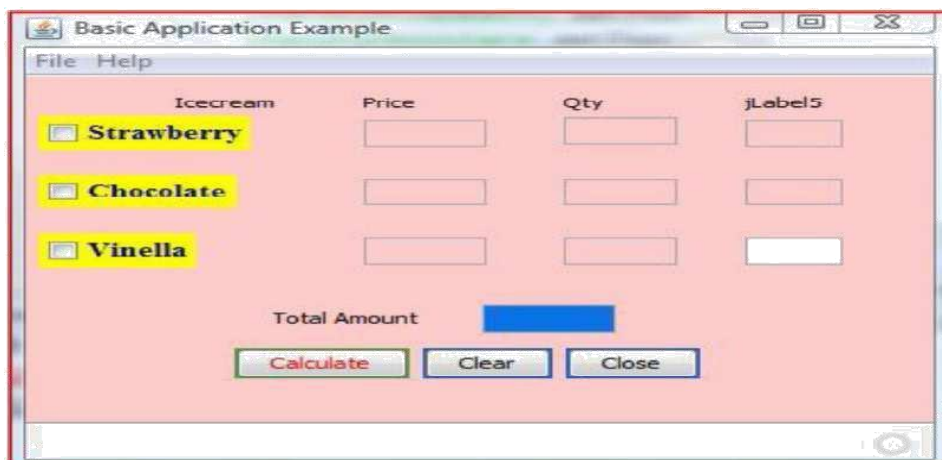 Basic Application Example
File Help
Icecream Price Qty jLabel5
Strawberry
Chocolate
Vinella
Total Amount
Calculate Clear Close